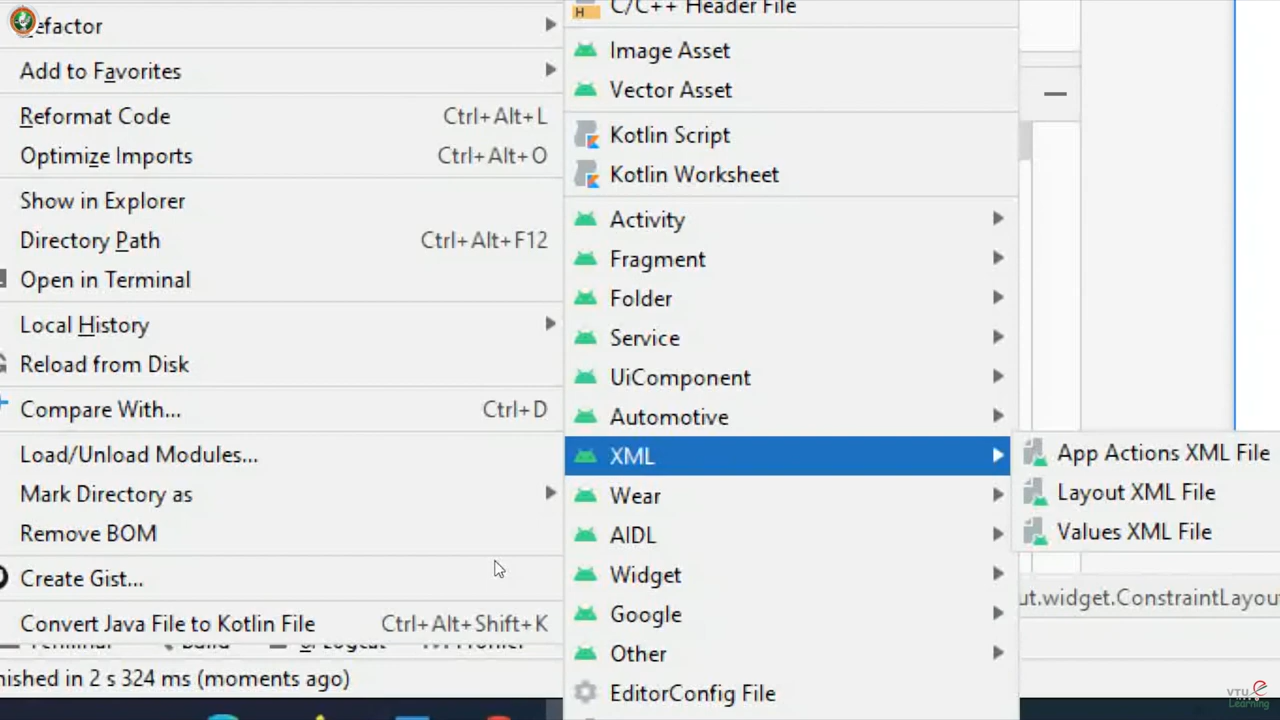 efactor
Add to Favorites
Reformat Code Ctrl+Alt+L
Optimize Imports Ctrl+Alt+O
Show in Explorer
Directory Path Ctrl+Alt+F12
Open in Terminal
Local History
Reload from Disk
Compare With... Ctrl+D
Load/Unload Modules...
Mark Directory as
Remove BOM
Create Gist...
Convert Java File to Kotlin File Ctrl+Alt+Shift+K
nished in 2 s 324 ms (moments ago)
H
C/C++ Header File
Image Asset
Vector Asset
Kotlin Script
Kotlin Worksheet
Activity
Fragment
Folder
Service
UiComponent
Automotive
XML
Wear
AIDL
Widget
Google
Other
EditorConfig File
App Actions XML File
Layout XML File
Values XML File
ut.widget.ConstraintLayou
VTU
Learning